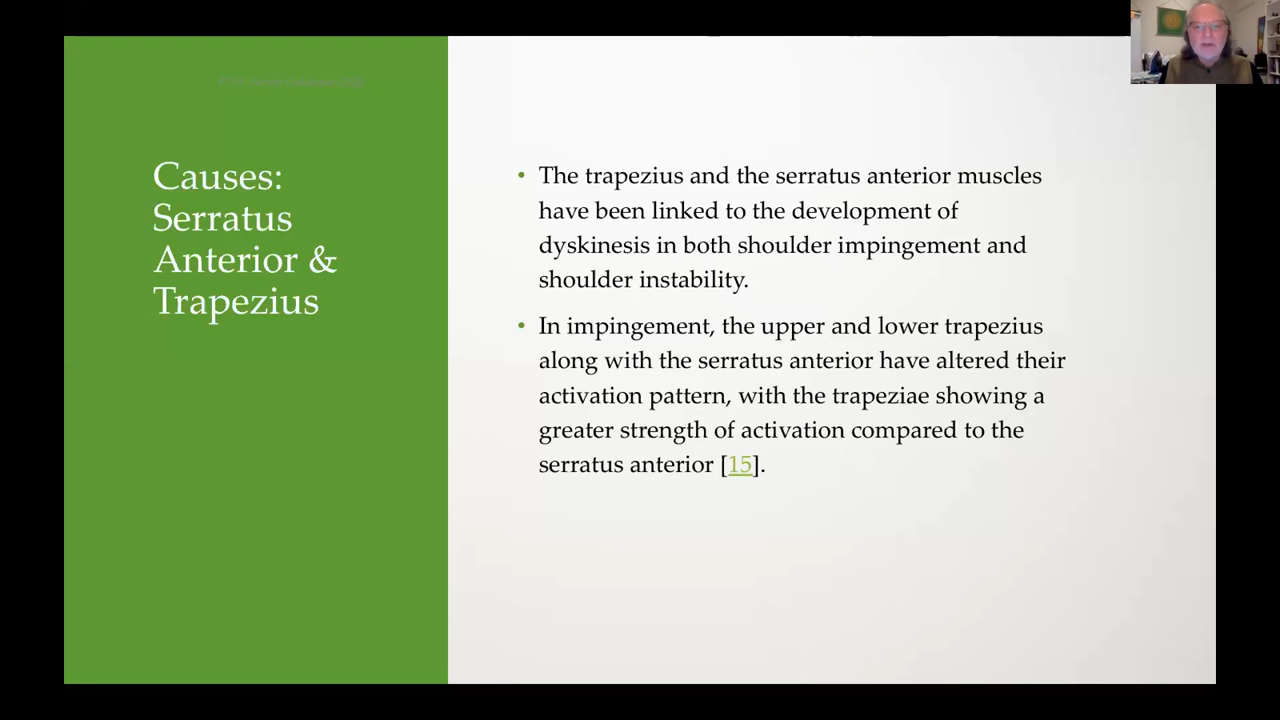 Causes:
Serratus
Anterior &
Trapezius
• The trapezius and the serratus anterior muscles
have been linked to the development of
dyskinesis in both shoulder impingement and
shoulder instability.
• In impingement, the upper and lower trapezius
along with the serratus anterior have altered their
activation pattern, with the trapeziae showing a
greater strength of activation compared to the
serratus anterior [15].